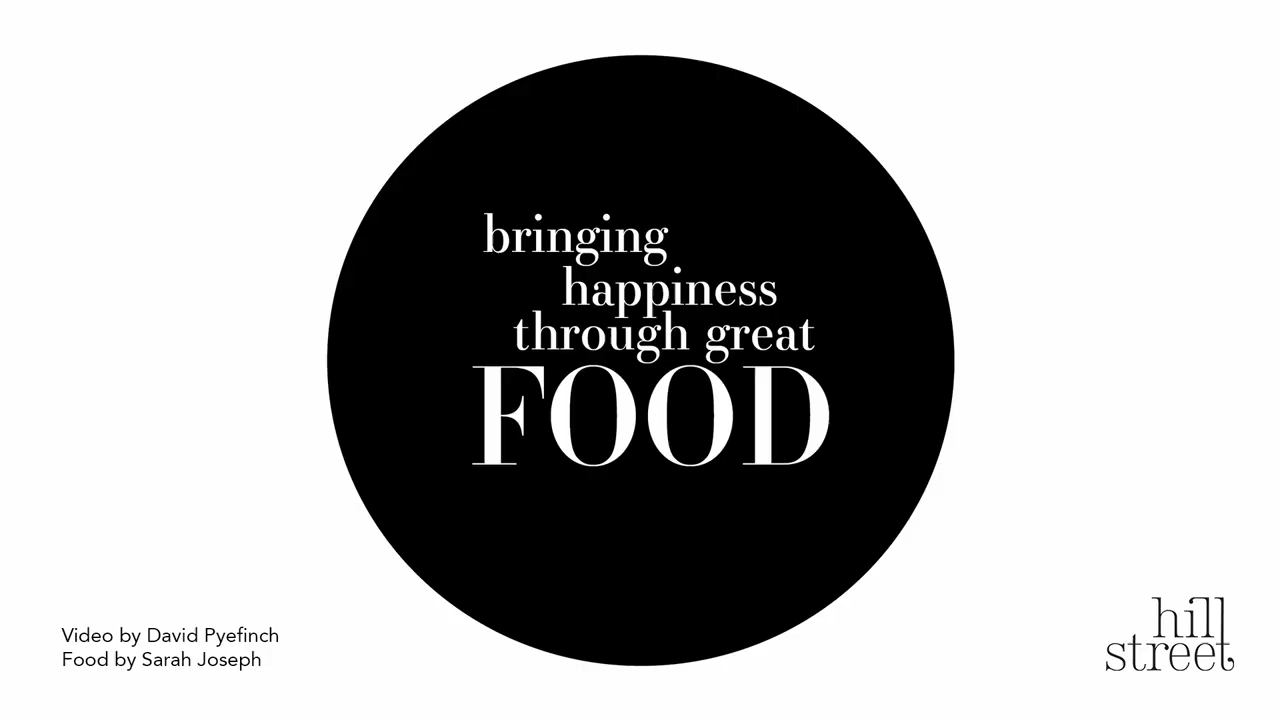 bringing
happiness
through great
FOOD
Video by David Pyefinch
Food by Sarah Joseph
hill
street